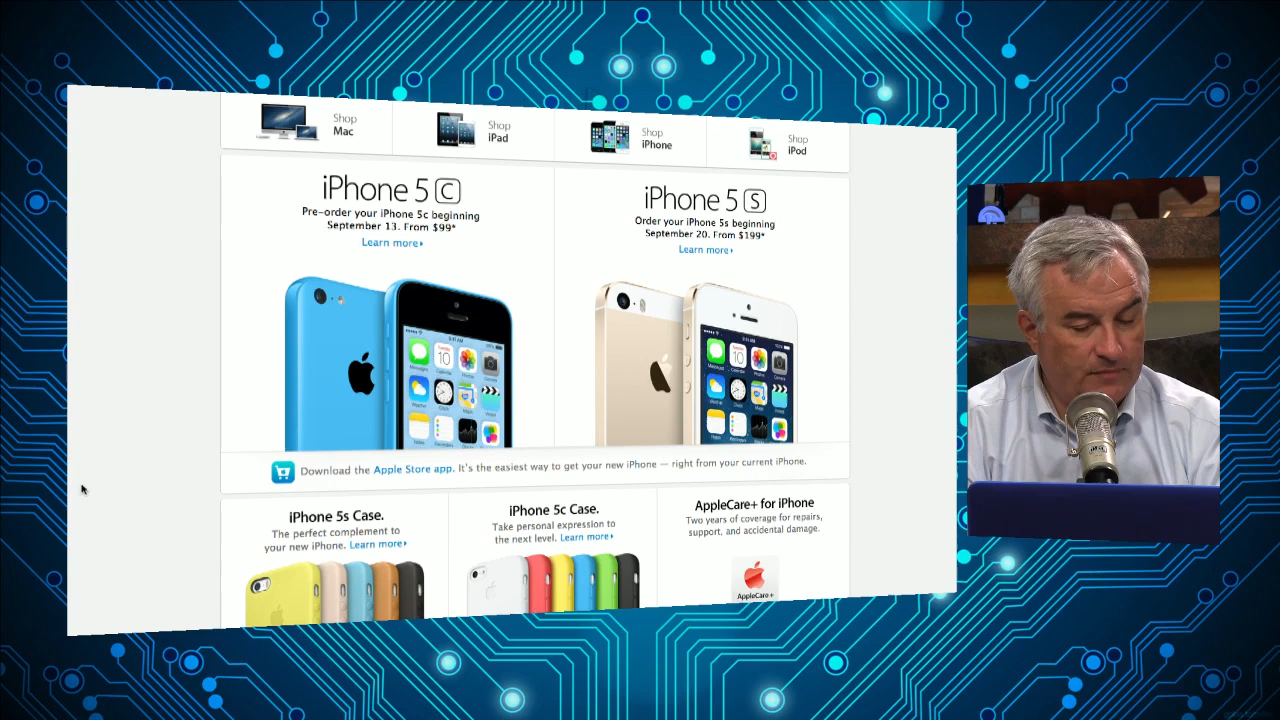 Shop
Mac
Shop
iPad
Shop
iPhone
Shop
iPod
iPhone 5C
Pre-order your iPhone 5c beginning
September 13. From $99*
Learn more
iPhone 5S
Order your iPhone 5s beginning
September 20. From $199*
Learn more
Download the Apple Store app. It's the easiest way to get your new iPhone — right from your current iPhone.
iPhone 5s Case.
The perfect complement to
your new iPhone. Learn more
iPhone 5c Case.
Take personal expression to
the next level. Learn more
AppleCare+ for iPhone
Two years of coverage for repairs,
support, and accidental damage.
AppleCare+